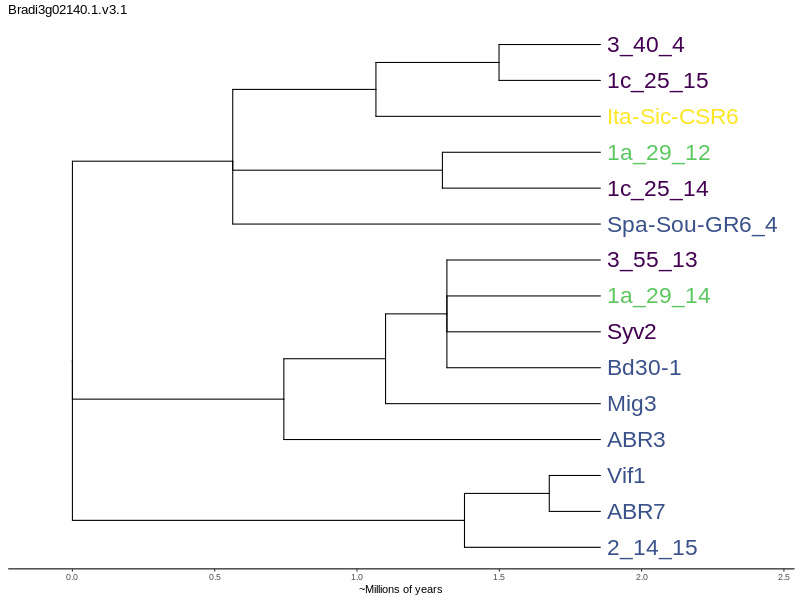 Bradi3g02140.1.v3.1
3_40_4
1c_25_15
Ita-Sic-CSR6
1a_29_12
1c_25_14
Spa-Sou-GR6_4
3_55_13
1a_29_14
Syv2
Bd30-1
Mig3
ABR3
Vif1
ABR7
2_14_15
0.0 0.5 1.0 1.5 2.0 2.5
~Millions of years